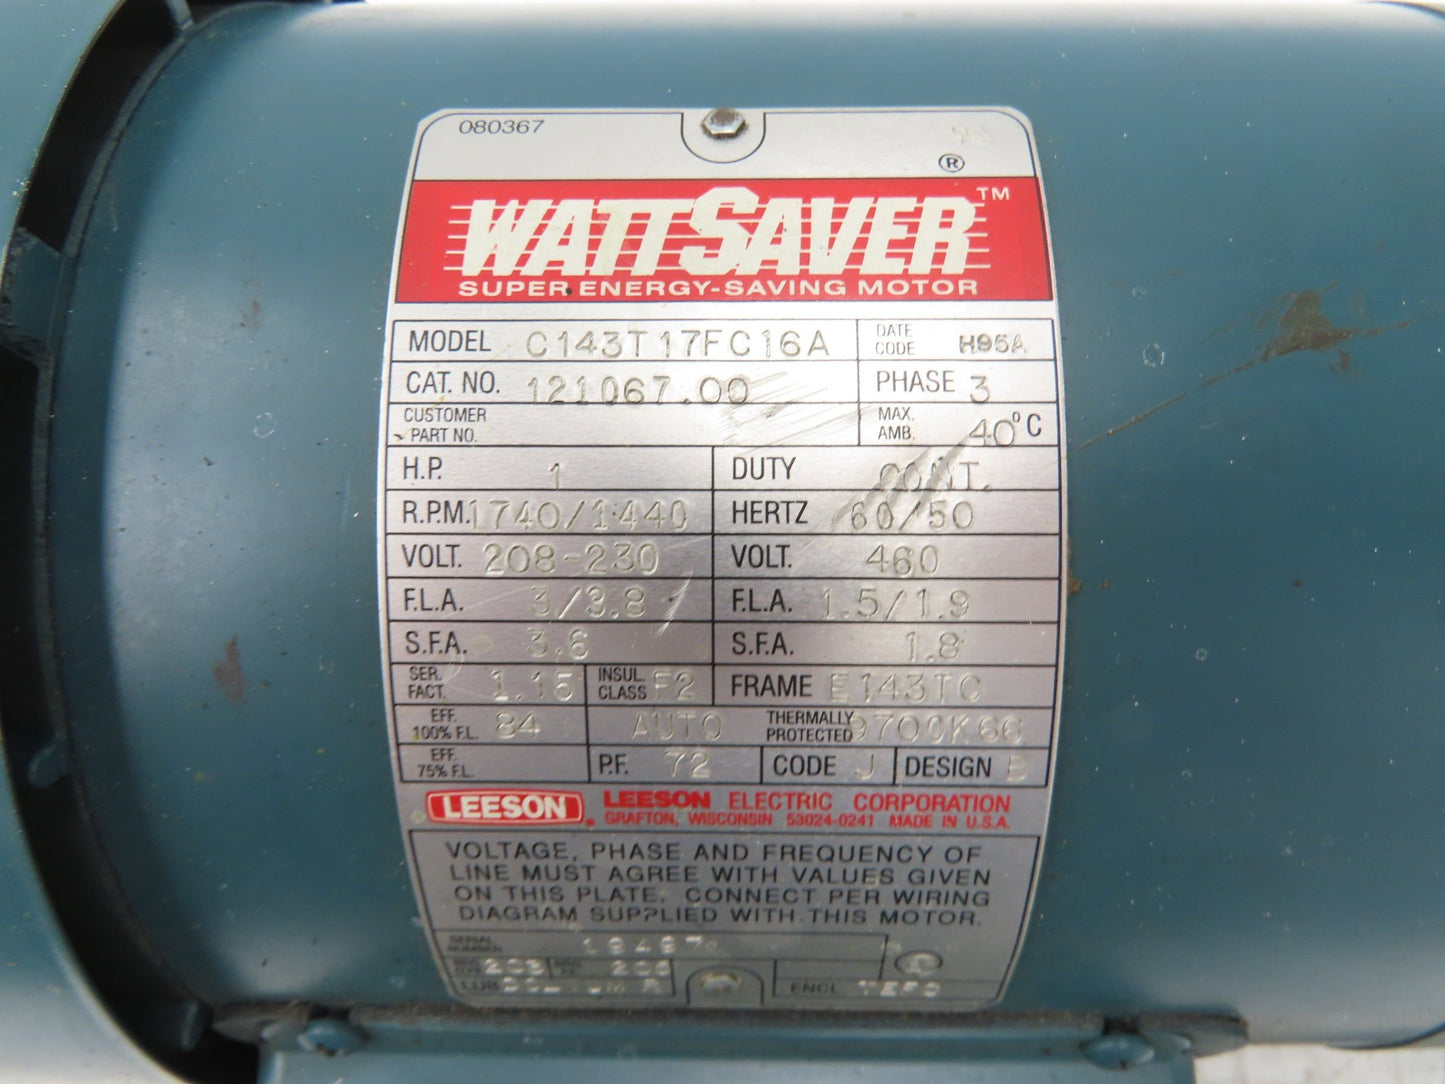 080367
®
WATTSAVER™
SUPER ENERGY-SAVING MOTOR
MODEL C143T17FC16A DATE CODE H95A
CAT. NO. 121067.00 PHASE 3
CUSTOMER PART NO. MAX. AMB. 40°C
H.P. 1 DUTY CONT.
R.P.M. 1740/1440 HERTZ 60/50
VOLT. 208-230 VOLT. 460
F.L.A. 3/3.8 F.L.A. 1.5/1.9
S.F.A. 3.6 S.F.A. 1.8
SER. FACT. 1.15 INSUL. CLASS F2 FRAME E143TC
EFF. 100% F.L. 84 AUTO THERMALLY PROTECTED 9700K66
EFF. 75% F.L. P.F. 72 CODE J DESIGN B
LEESON® LEESON ELECTRIC CORPORATION
GRAFTON, WISCONSIN 53024-0241 MADE IN U.S.A.
VOLTAGE, PHASE AND FREQUENCY OF
LINE MUST AGREE WITH VALUES GIVEN
ON THIS PLATE. CONNECT PER WIRING
DIAGRAM SUPPLIED WITH THIS MOTOR.
SERIAL NUMBER
203
LUB. ENCL. TEFC